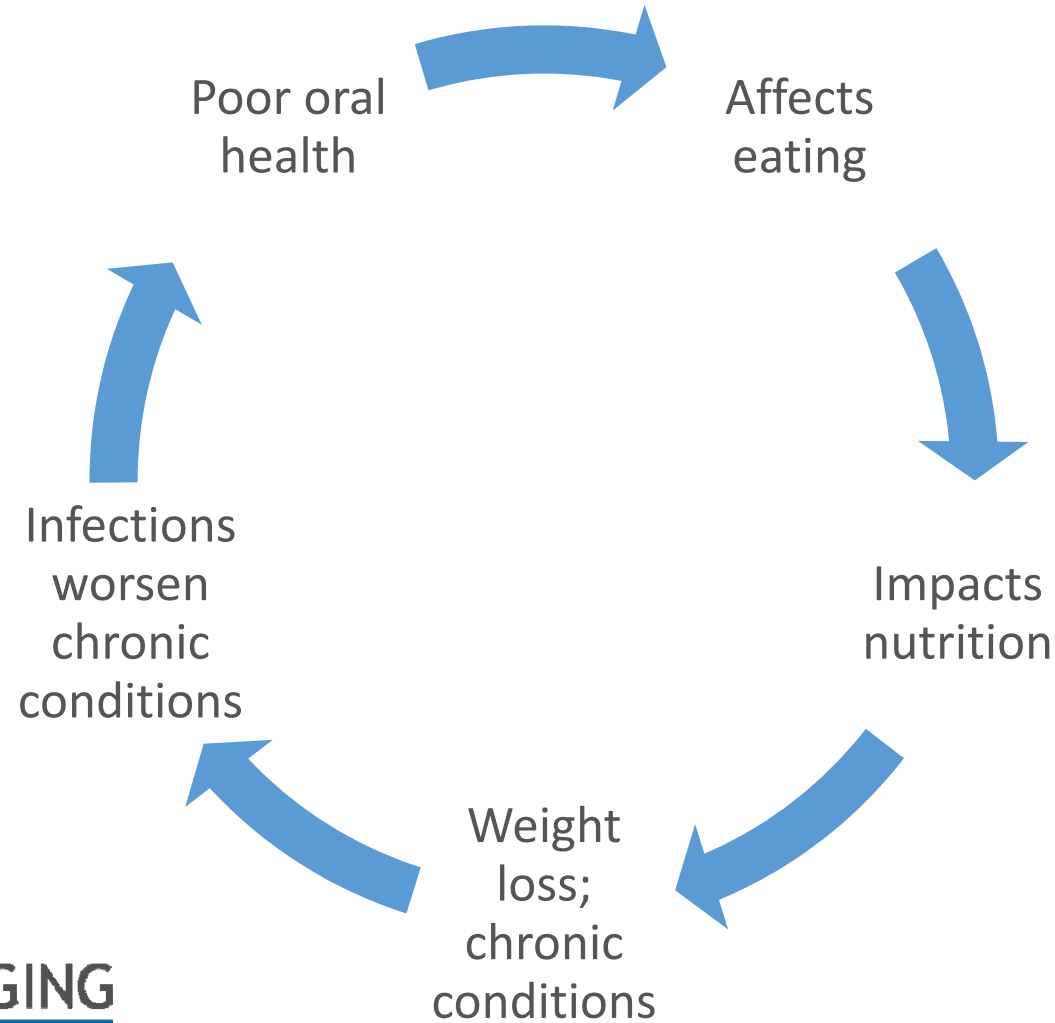 Poor oral
health
Affects
eating
Impacts
nutrition
Weight
loss;
chronic
conditions
Infections
worsen
chronic
conditions
GING